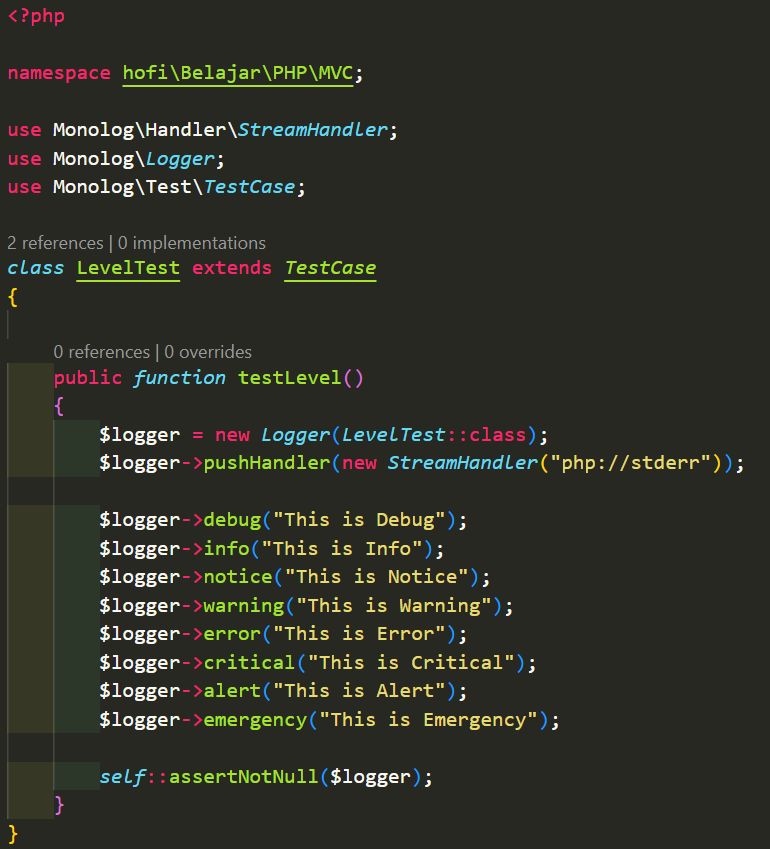 <?php
namespace hofi\Belajar\PHP\MVC;
use Monolog\Handler\StreamHandler;
use Monolog\Logger;
use Monolog\Test\TestCase;
2 references | 0 implementations
class LevelTest extends TestCase
{
0 references | 0 overrides
public function testLevel()
{
$logger = new Logger(LevelTest::class);
$logger->pushHandler(new StreamHandler("php://stderr"));
$logger->debug("This is Debug");
$logger->info("This is Info");
$logger->notice("This is Notice");
$logger->warning("This is Warning");
$logger->error("This is Error");
$logger->critical("This is Critical");
$logger->alert("This is Alert");
$logger->emergency("This is Emergency");
self::assertNotNull($logger);
}
}